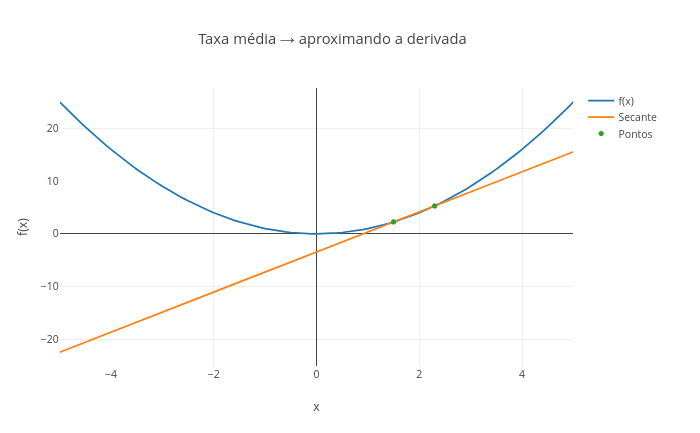 Taxa média → aproximando a derivada
f(x)
Secante
Pontos
20
10
0
−10
−20
f(x)
−4
−2
0
2
4
x